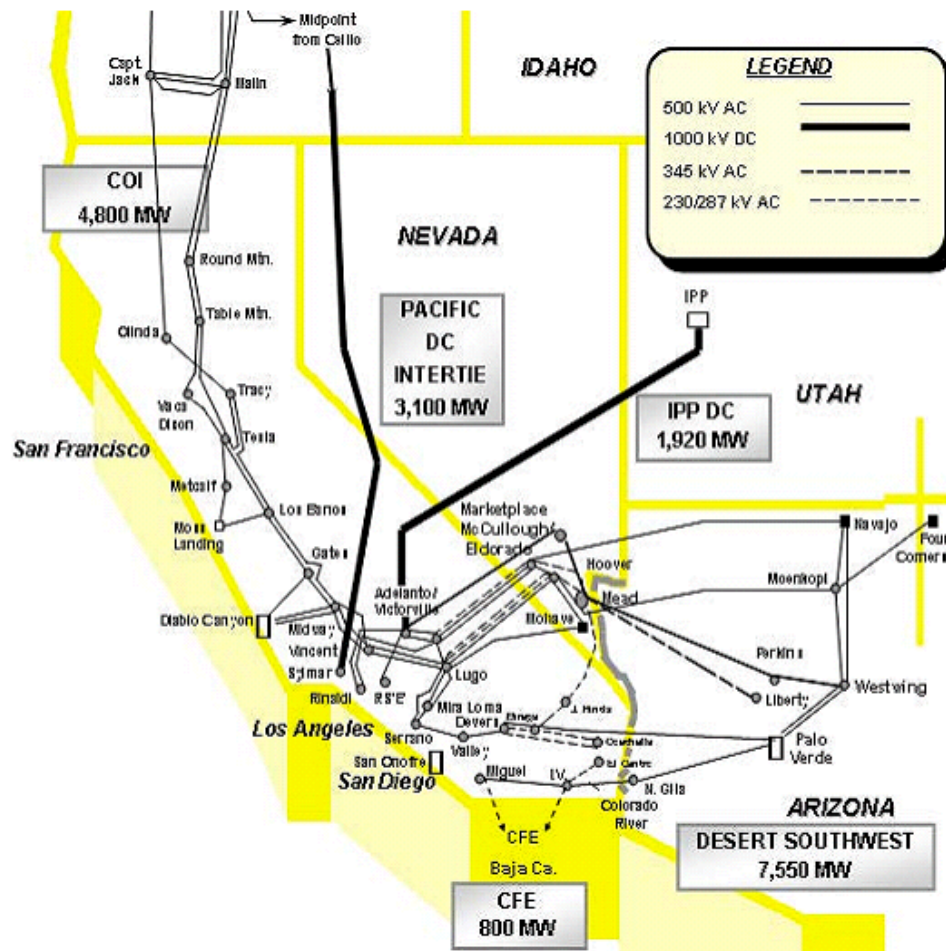 Midpoint
from Celilo
Capt.
Jack
Malin
IDAHO
LEGEND
500 kV AC
1000 kV DC
345 kV AC
230/287 kV AC
COI
4,800 MW
NEVADA
Round Mtn.
Table Mtn.
Olinda
PACIFIC
DC
INTERTIE
3,100 MW
IPP
IPP DC
1,920 MW
UTAH
Tracy
Vaca
Dixon
Tesla
San Francisco
Metcalf
Moss
Landing
Los Banos
Gates
Diablo Canyon
Midway
Vincent
Sylmar
Rinaldi
Adelanto/
Victorville
RSE
Marketplace
McCullough/
Eldorado
Hoover
Mead
Mohave
Navajo
Four
Corners
Moenkopi
Perkins
Liberty
Westwing
Lugo
Mira Loma
Devers
J. Hinds
Los Angeles
Serrano
Valley
Coachella
El Centro
Palo
Verde
San Onofre
San Diego
Miguel
I.V.
N. Gila
Colorado
River
ARIZONA
CFE
Baja Ca.
DESERT SOUTHWEST
7,550 MW
CFE
800 MW